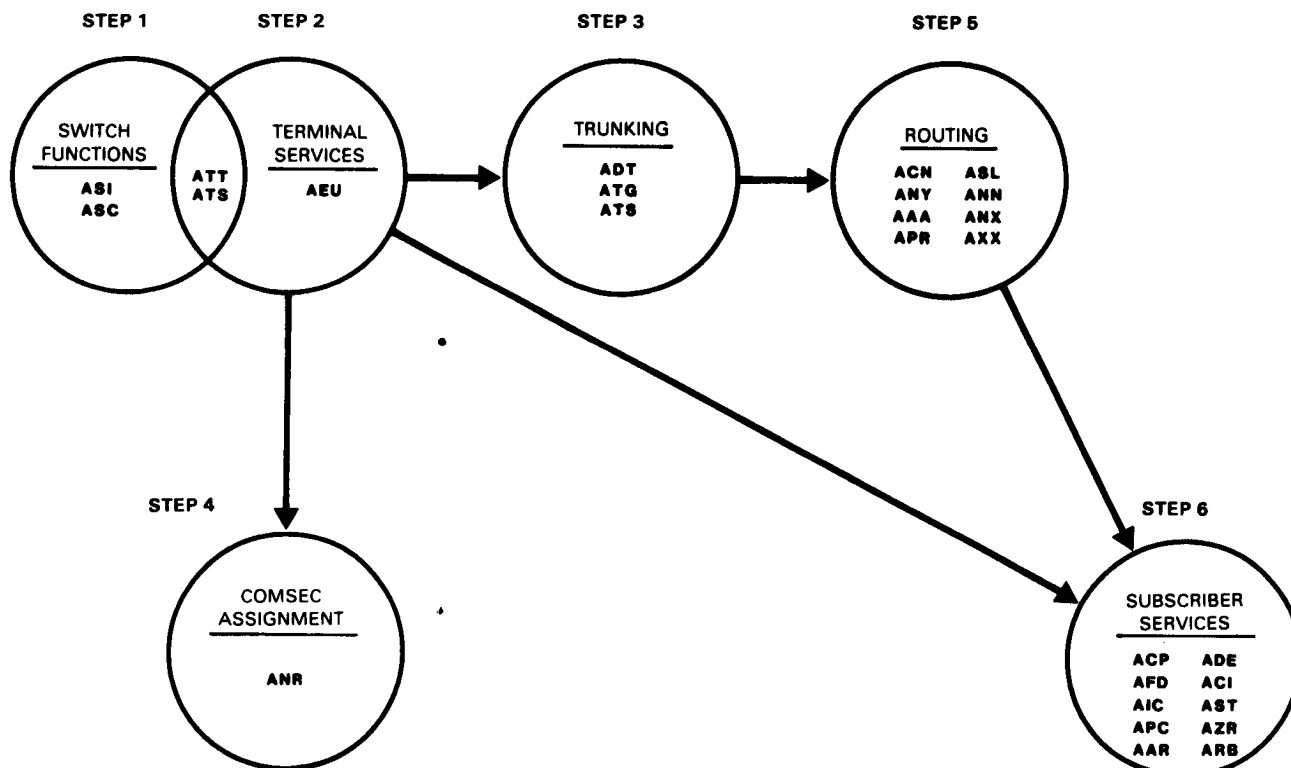 STEP 1
STEP 2
STEP 3
STEP 5
SWITCH
FUNCTIONS
ASI
ASC
ATT
ATS
TERMINAL
SERVICES
AEU
TRUNKING
ADT
ATG
ATS
ROUTING
ACN ASL
ANY ANN
AAA ANX
APR AXX
STEP 4
COMSEC
ASSIGNMENT
ANR
STEP 6
SUBSCRIBER
SERVICES
ACP ADE
AFD ACI
AIC AST
APC AZR
AAR ARB